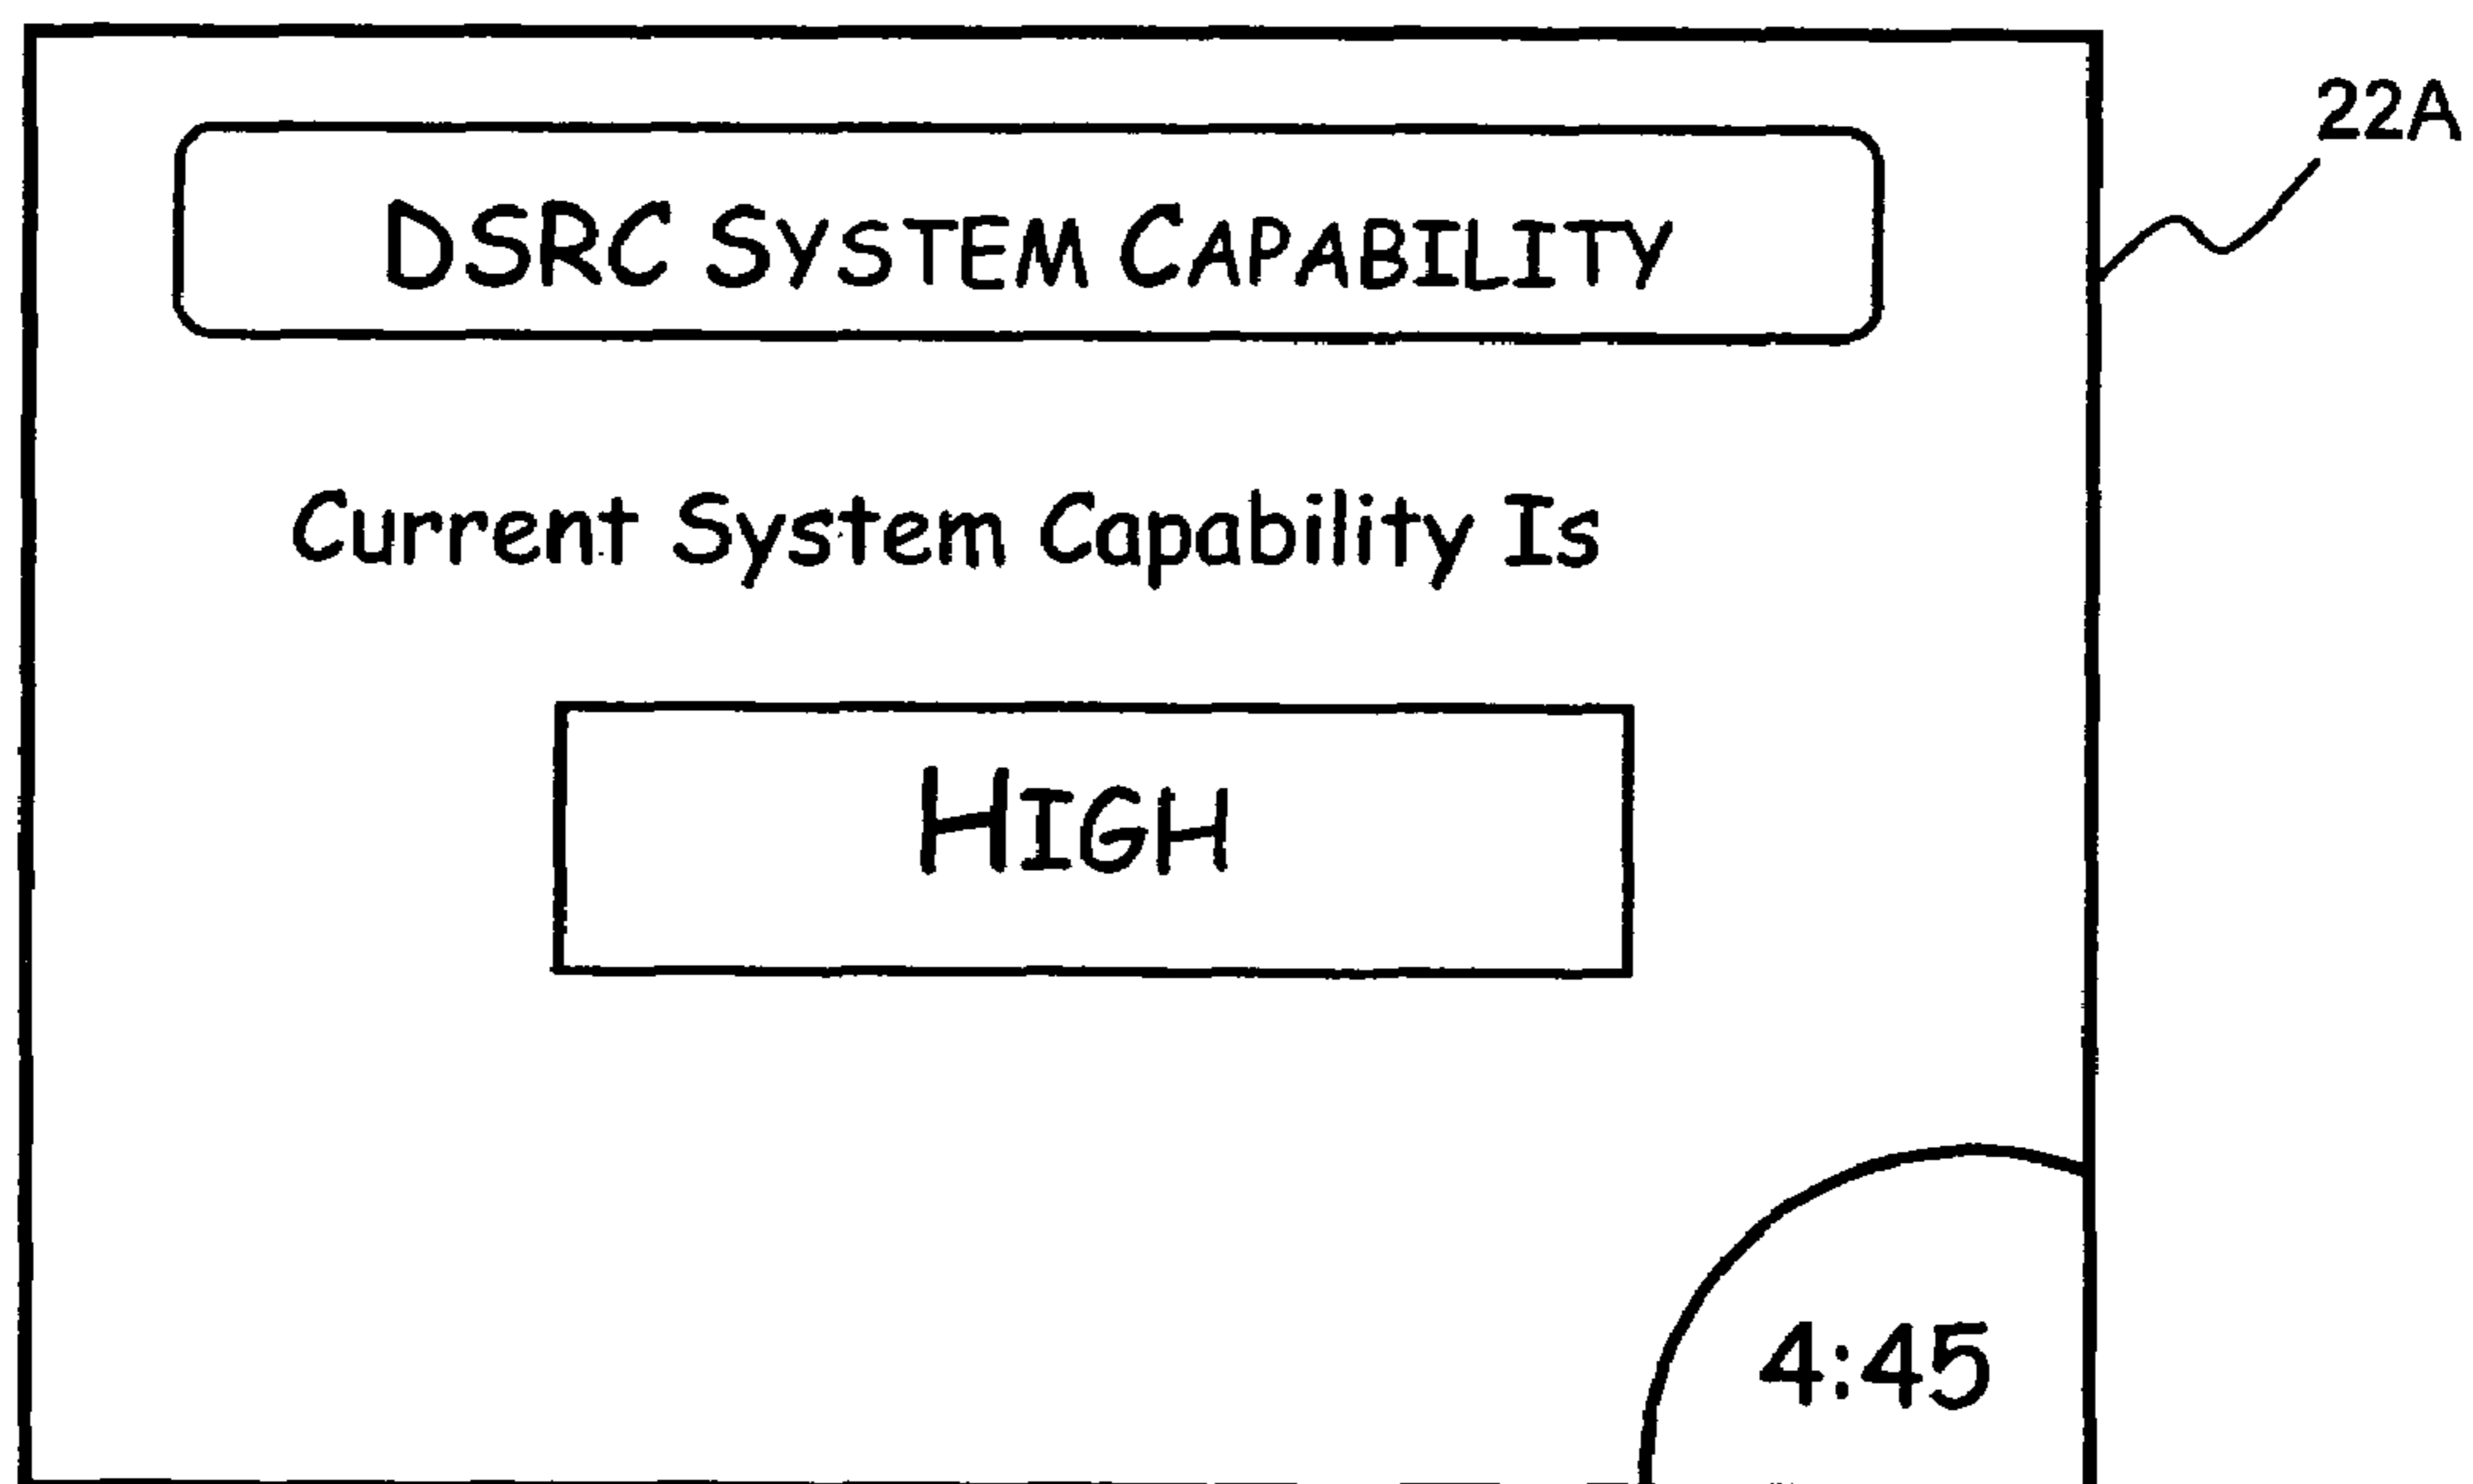 22A
DSRC SYSTEM CAPABILITY
Current System Capability Is
HIGH
4:45